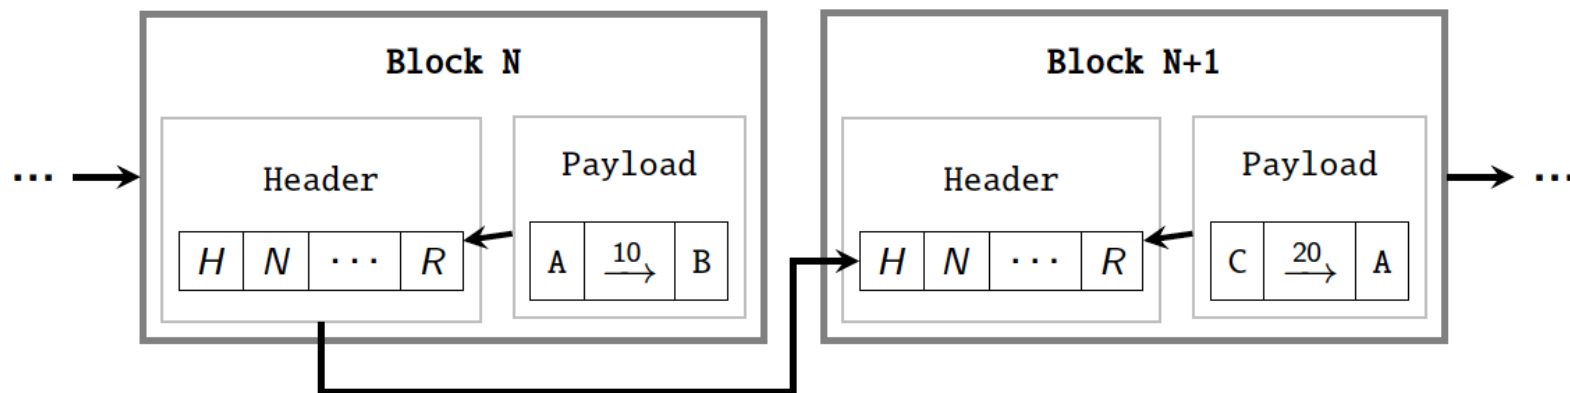 Block N
Block N+1
... Header Payload Header Payload ...
H N ··· R A 10 B H N ··· R C 20 A